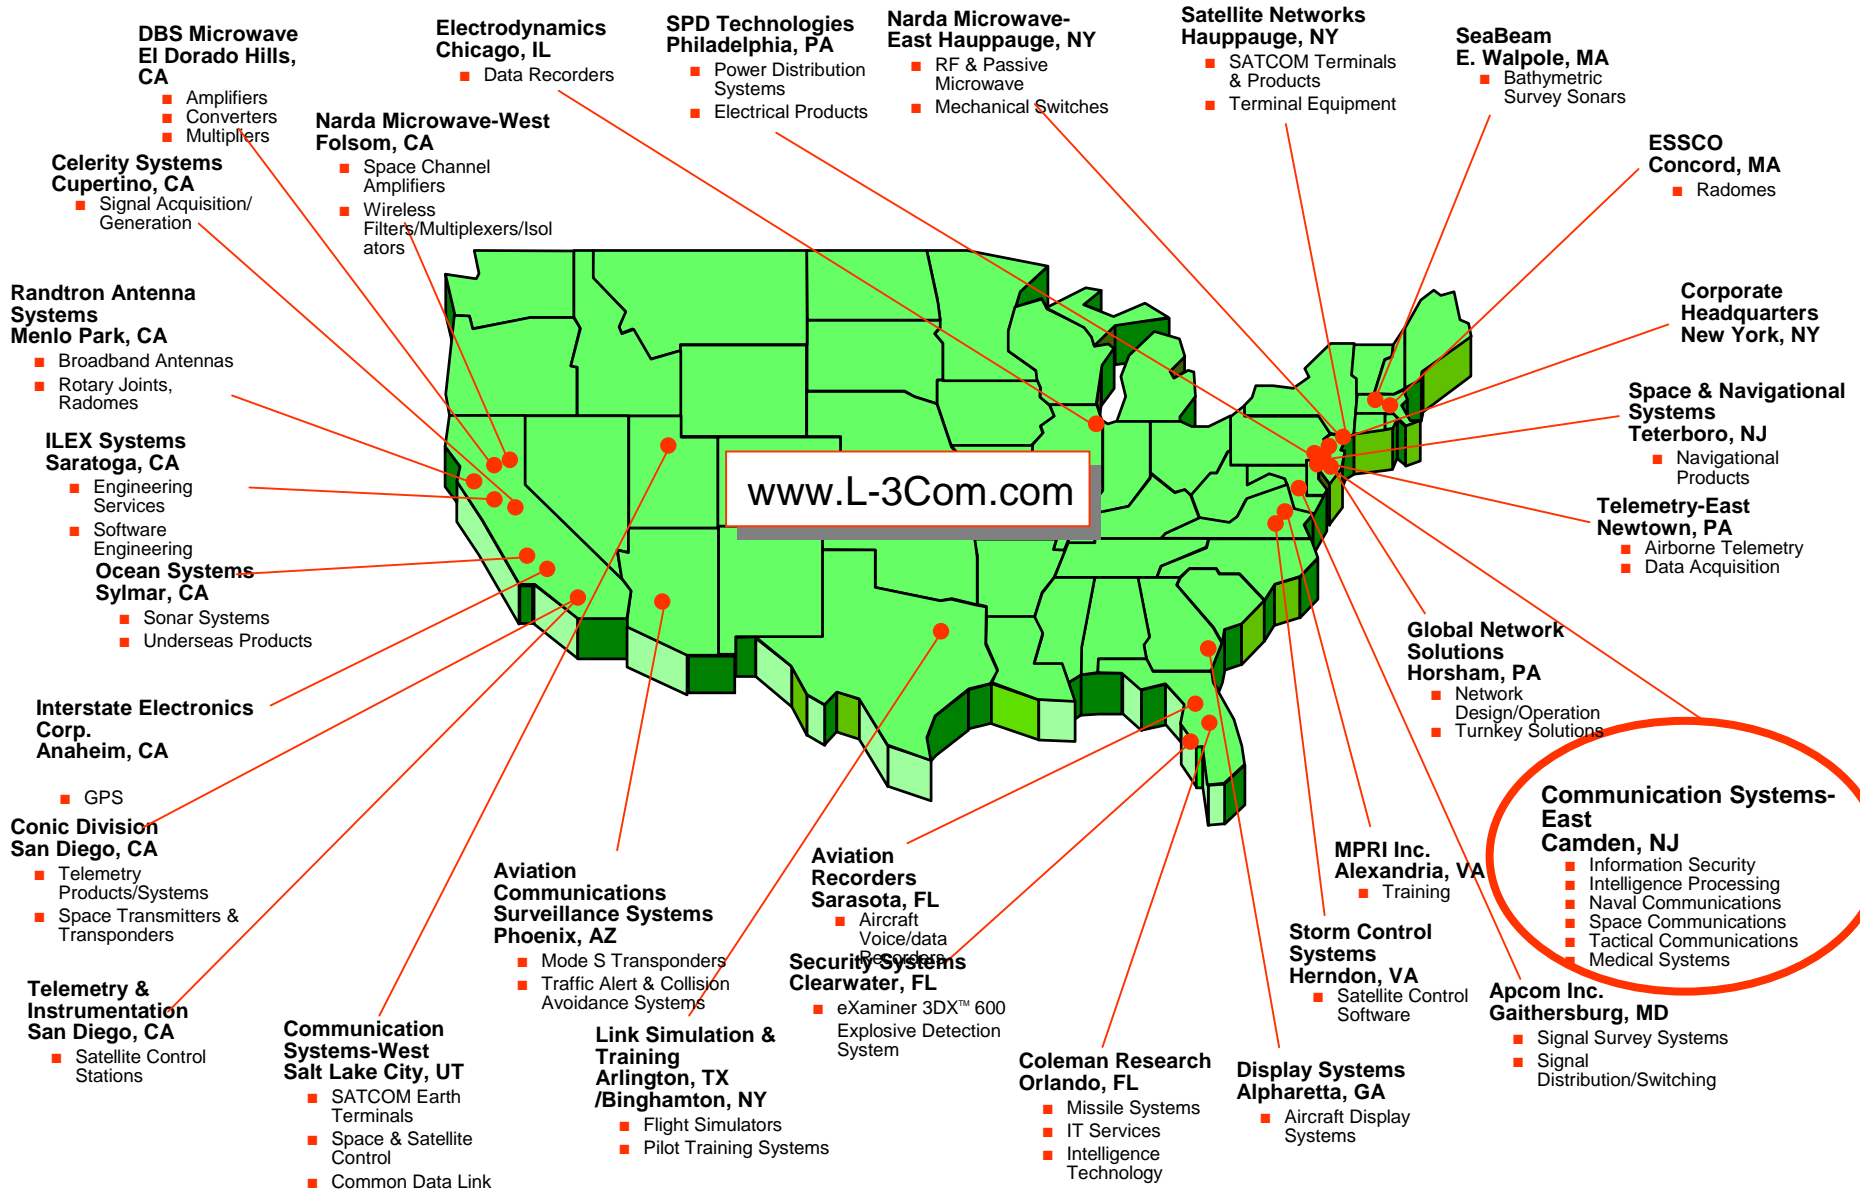 DBS Microwave
El Dorado Hills,
CA
Amplifiers
Converters
Multipliers
Electrodynamics
Chicago, IL
Data Recorders
SPD Technologies
Philadelphia, PA
Power Distribution
Systems
Electrical Products
Narda Microwave-
East Hauppauge, NY
RF & Passive
Microwave
Mechanical Switches
Satellite Networks
Hauppauge, NY
SATCOM Terminals
& Products
Terminal Equipment
SeaBeam
E. Walpole, MA
Bathymetric
Survey Sonars
Narda Microwave-West
Folsom, CA
Space Channel
Amplifiers
Wireless
Filters/Multiplexers/Isol
ators
Celerity Systems
Cupertino, CA
Signal Acquisition/
Generation
ESSCO
Concord, MA
Radomes
Randtron Antenna
Systems
Menlo Park, CA
Broadband Antennas
Rotary Joints,
Radomes
Corporate
Headquarters
New York, NY
Space & Navigational
Systems
Teterboro, NJ
Navigational
Products
ILEX Systems
Saratoga, CA
Engineering
Services
Software
Engineering
www.L-3Com.com
Telemetry-East
Newtown, PA
Airborne Telemetry
Data Acquisition
Ocean Systems
Sylmar, CA
Sonar Systems
Underseas Products
Global Network
Solutions
Horsham, PA
Network
Design/Operation
Turnkey Solutions
Interstate Electronics
Corp.
Anaheim, CA
GPS
Conic Division
San Diego, CA
Telemetry
Products/Systems
Space Transmitters &
Transponders
Communication Systems-
East
Camden, NJ
Information Security
Intelligence Processing
Naval Communications
Space Communications
Tactical Communications
Medical Systems
Aviation
Communications
Surveillance Systems
Phoenix, AZ
Mode S Transponders
Traffic Alert & Collision
Avoidance Systems
Aviation
Recorders
Sarasota, FL
Aircraft
Voice/data
Recorders
MPRI Inc.
Alexandria, VA
Training
Storm Control
Systems
Herndon, VA
Satellite Control
Software
Security Systems
Clearwater, FL
eXaminer 3DX™ 600
Explosive Detection
System
Telemetry &
Instrumentation
San Diego, CA
Satellite Control
Stations
Apcom Inc.
Gaithersburg, MD
Signal Survey Systems
Signal
Distribution/Switching
Communication
Systems-West
Salt Lake City, UT
SATCOM Earth
Terminals
Space & Satellite
Control
Common Data Link
Link Simulation &
Training
Arlington, TX
/Binghamton, NY
Flight Simulators
Pilot Training Systems
Coleman Research
Orlando, FL
Missile Systems
IT Services
Intelligence
Technology
Display Systems
Alpharetta, GA
Aircraft Display
Systems